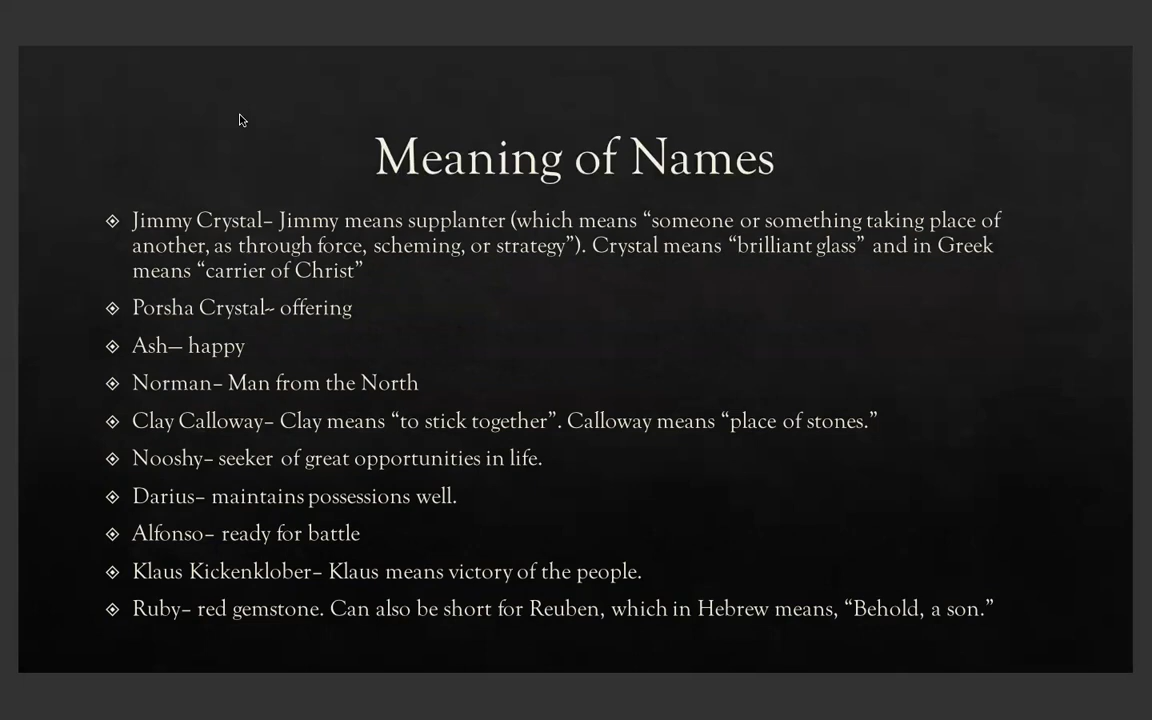 Meaning of Names
Jimmy Crystal– Jimmy means supplanter (which means “someone or something taking place of
another, as through force, scheming, or strategy”). Crystal means “brilliant glass” and in Greek
means “carrier of Christ”
Porsha Crystal-- offering
Ash— happy
Norman– Man from the North
Clay Calloway– Clay means “to stick together”. Calloway means “place of stones.”
Nooshy– seeker of great opportunities in life.
Darius– maintains possessions well.
Alfonso– ready for battle
Klaus Kickenklober– Klaus means victory of the people.
Ruby– red gemstone. Can also be short for Reuben, which in Hebrew means, “Behold, a son.”